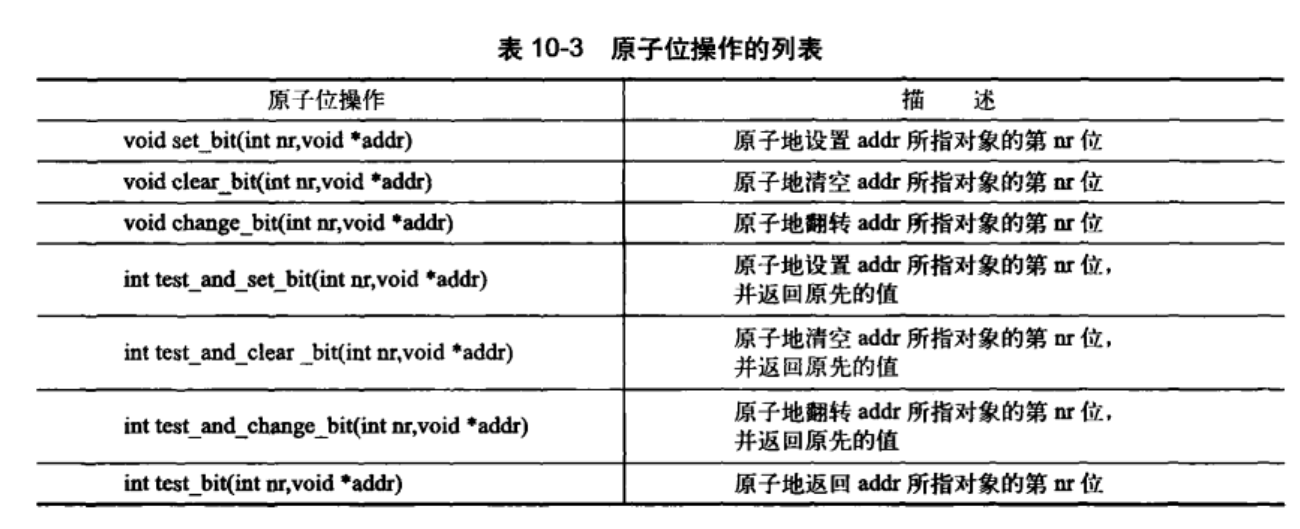 表 10-3 原子位操作的列表
原子位操作 描 述
void set_bit(int nr,void *addr) 原子地设置 addr 所指对象的第 nr 位
void clear_bit(int nr,void *addr) 原子地清空 addr 所指对象的第 nr 位
void change_bit(int nr,void *addr) 原子地翻转 addr 所指对象的第 nr 位
int test_and_set_bit(int nr,void *addr) 原子地设置 addr 所指对象的第 nr 位,
并返回原先的值
int test_and_clear _bit(int nr,void *addr) 原子地清空 addr 所指对象的第 nr 位,
并返回原先的值
int test_and_change_bit(int nr,void *addr) 原子地翻转 addr 所指对象的第 nr 位,
并返回原先的值
int test_bit(int nr,void *addr) 原子地返回 addr 所指对象的第 nr 位